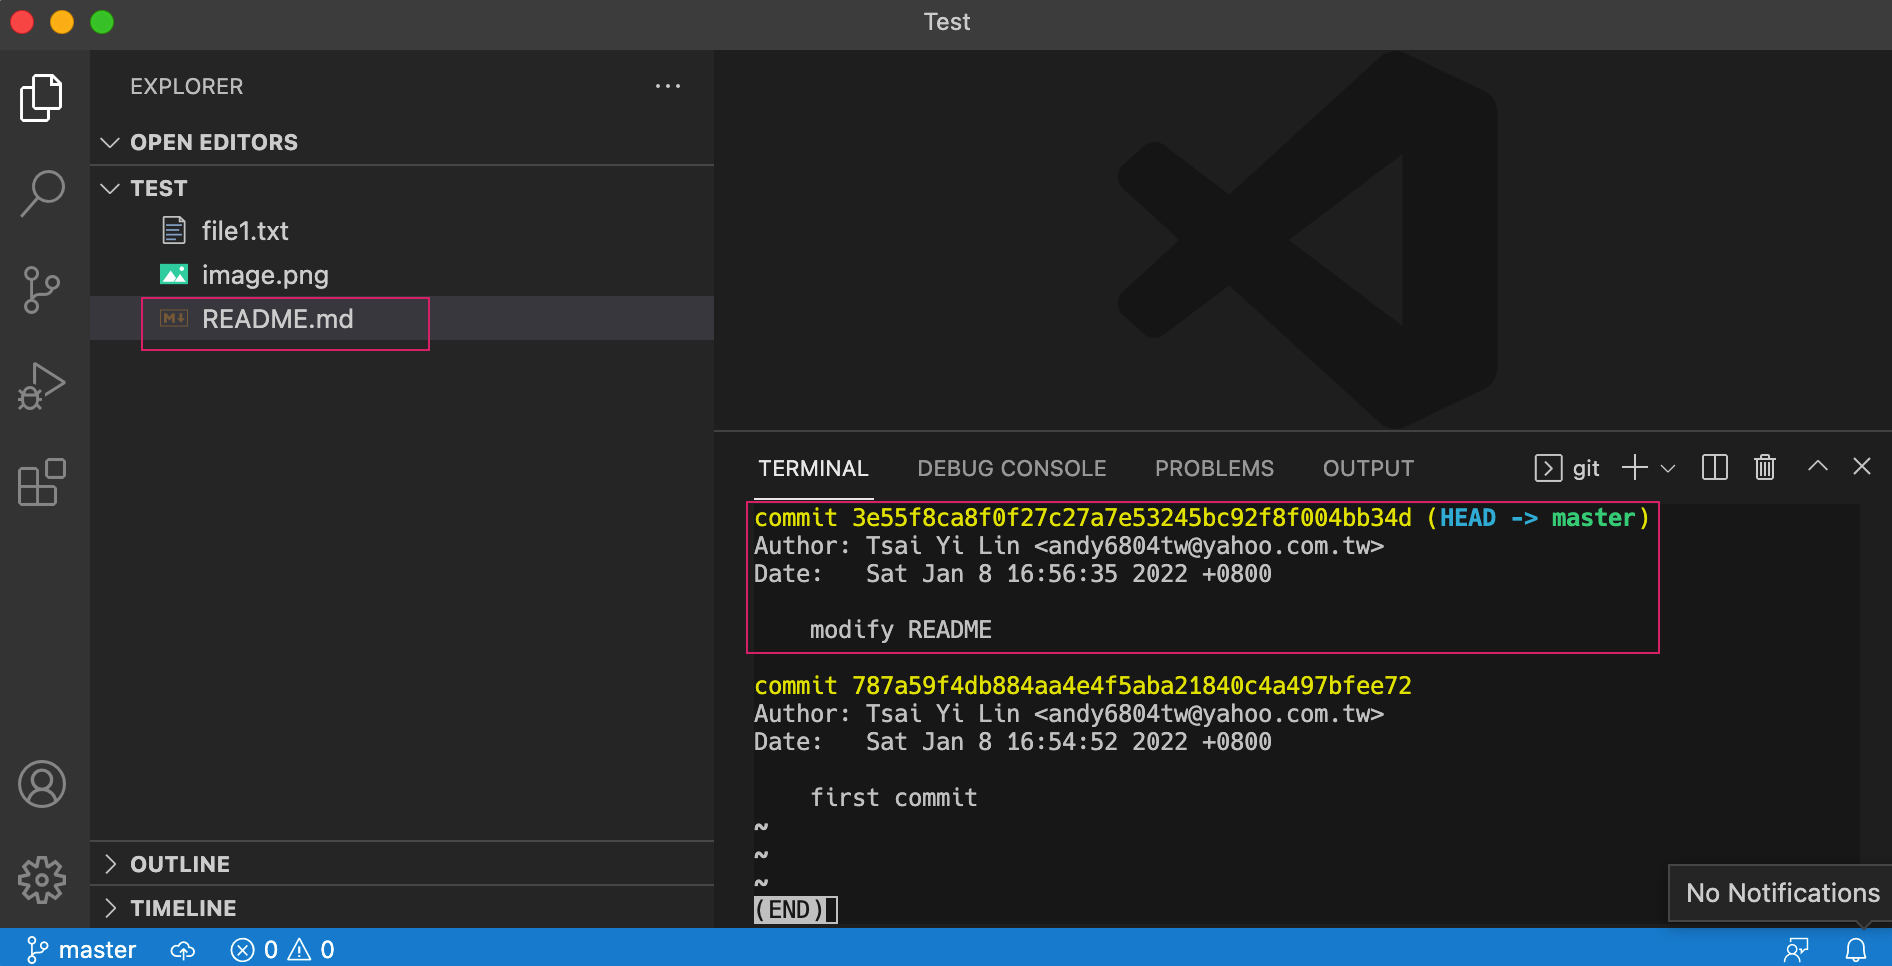 Test
EXPLORER
OPEN EDITORS
TEST
file1.txt
image.png
README.md
OUTLINE
TIMELINE
TERMINAL DEBUG CONSOLE PROBLEMS OUTPUT git
commit 3e55f8ca8f0f27c27a7e53245bc92f8f004bb34d (HEAD -> master)
Author: Tsai Yi Lin <andy6804tw@yahoo.com.tw>
Date:   Sat Jan 8 16:56:35 2022 +0800
modify README
commit 787a59f4db884aa4e4f5aba21840c4a497bfee72
Author: Tsai Yi Lin <andy6804tw@yahoo.com.tw>
Date:   Sat Jan 8 16:54:52 2022 +0800
first commit
~
~
~
(END)
No Notifications
master 0 0